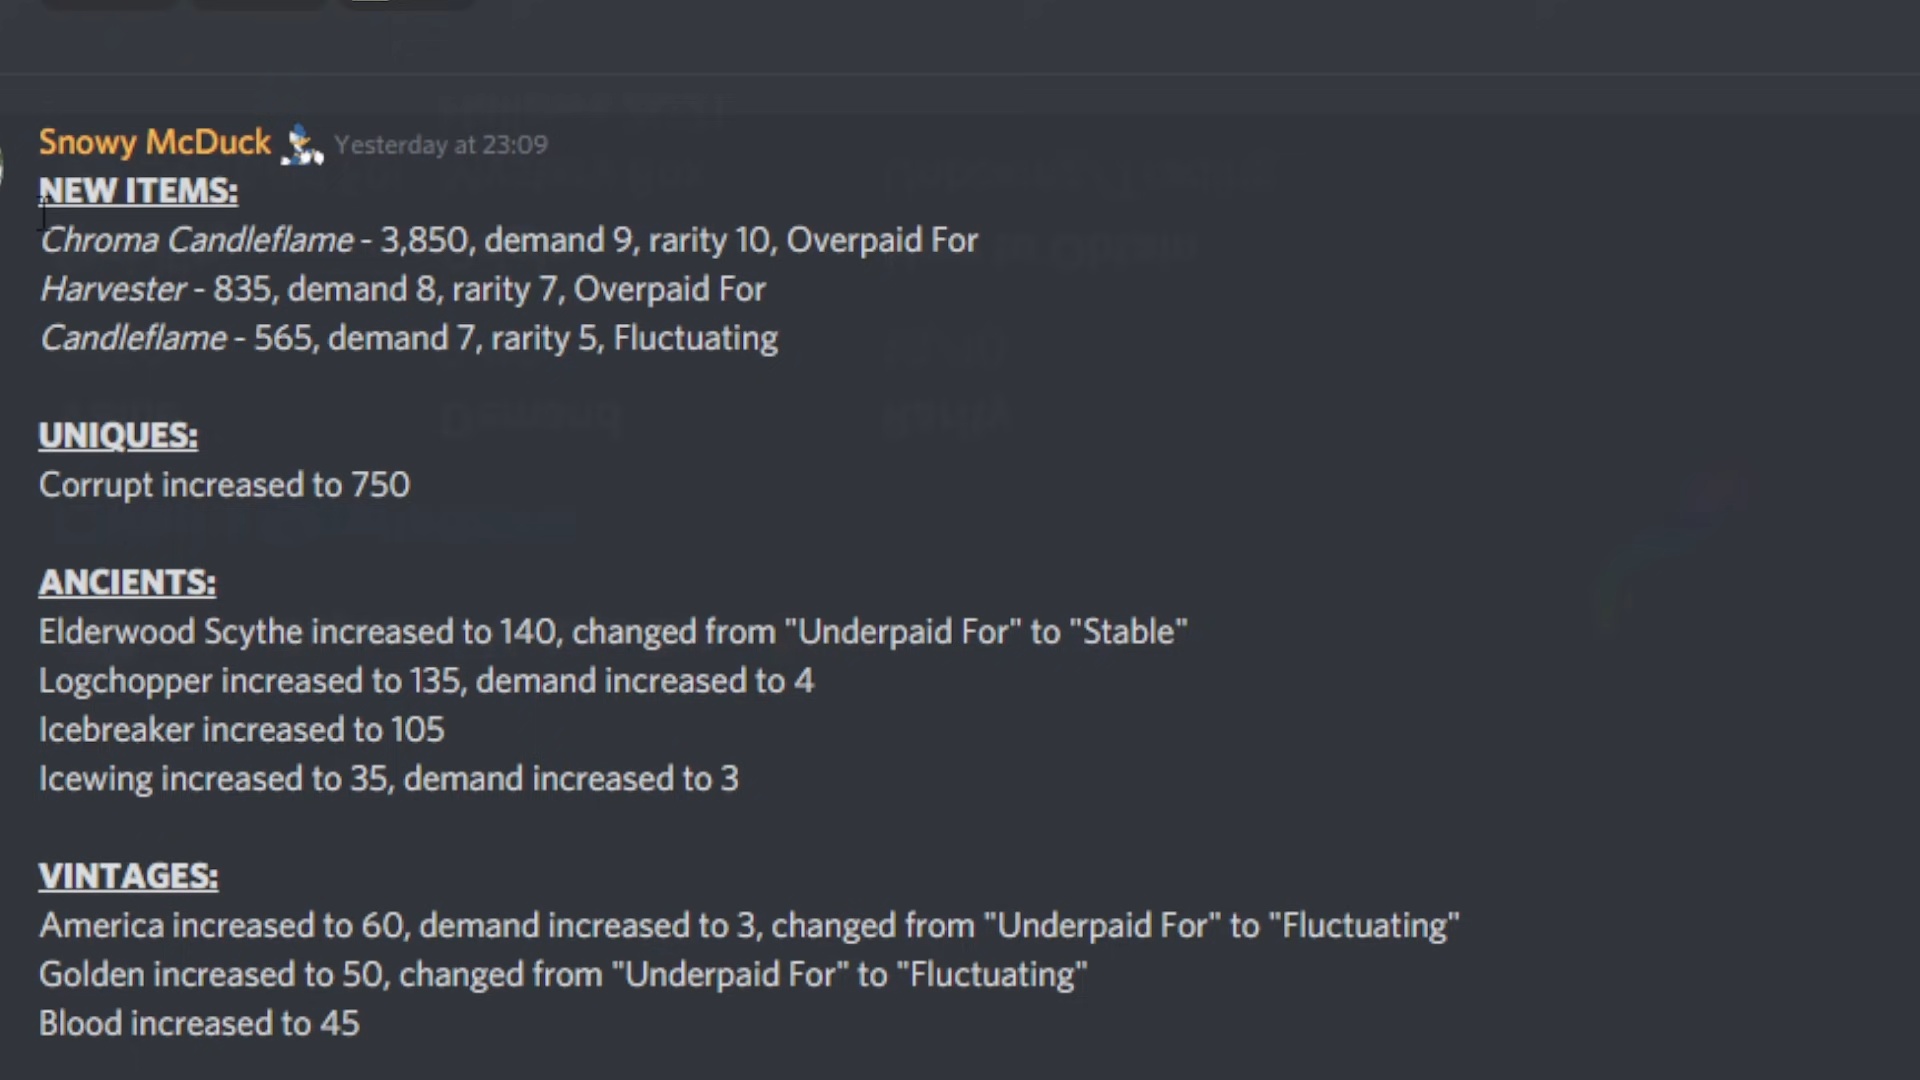 Snowy McDuck Yesterday at 23:09
NEW ITEMS:
Chroma Candleflame - 3,850, demand 9, rarity 10, Overpaid For
Harvester - 835, demand 8, rarity 7, Overpaid For
Candleflame - 565, demand 7, rarity 5, Fluctuating
UNIQUES:
Corrupt increased to 750
ANCIENTS:
Elderwood Scythe increased to 140, changed from "Underpaid For" to "Stable"
Logchopper increased to 135, demand increased to 4
Icebreaker increased to 105
Icewing increased to 35, demand increased to 3
VINTAGES:
America increased to 60, demand increased to 3, changed from "Underpaid For" to "Fluctuating"
Golden increased to 50, changed from "Underpaid For" to "Fluctuating"
Blood increased to 45